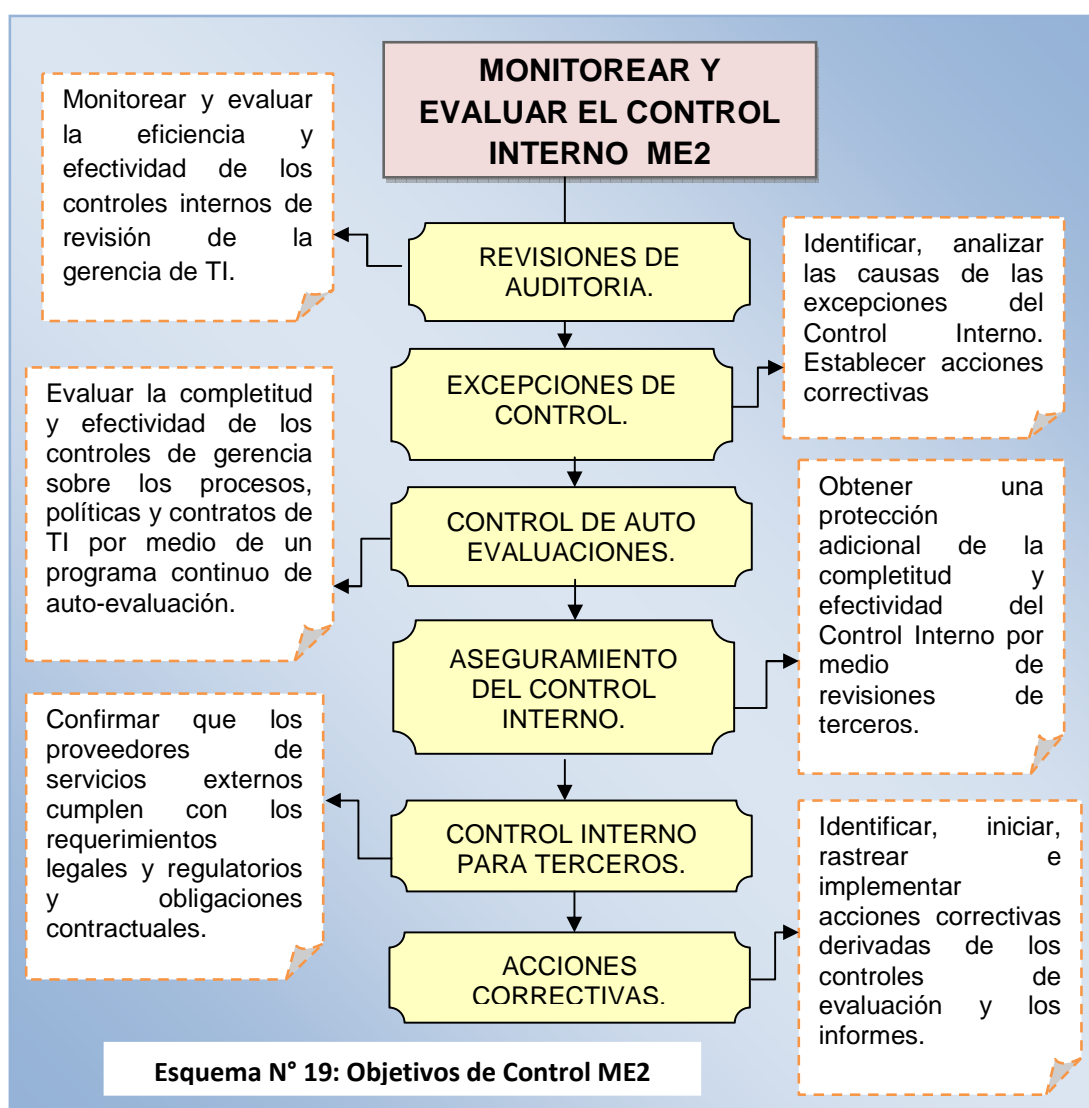 MONITOREAR Y
EVALUAR EL CONTROL
INTERNO ME2
Monitorear y evaluar
la eficiencia y
efectividad de los
controles internos de
revisión de la
gerencia de TI.
REVISIONES DE
AUDITORIA.
Identificar, analizar
las causas de las
excepciones del
Control Interno.
Establecer acciones
correctivas
EXCEPCIONES DE
CONTROL.
Evaluar la completitud
y efectividad de los
controles de gerencia
sobre los procesos,
políticas y contratos de
TI por medio de un
programa continuo de
auto-evaluación.
CONTROL DE AUTO
EVALUACIONES.
Obtener una
protección
adicional de la
completitud y
efectividad del
Control Interno por
medio de
revisiones de
terceros.
ASEGURAMIENTO
DEL CONTROL
INTERNO.
Confirmar que los
proveedores de
servicios externos
cumplen con los
requerimientos
legales y regulatorios
y obligaciones
contractuales.
CONTROL INTERNO
PARA TERCEROS.
Identificar, iniciar,
rastrear e
implementar
acciones correctivas
derivadas de los
controles de
evaluación y los
informes.
ACCIONES
CORRECTIVAS.
Esquema N° 19: Objetivos de Control ME2